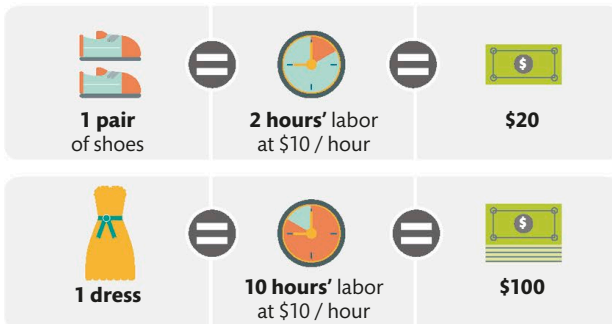 $
1 pair
of shoes
2 hours’ labor
at $10 / hour
$20
$
1 dress
10 hours’ labor
at $10 / hour
$100